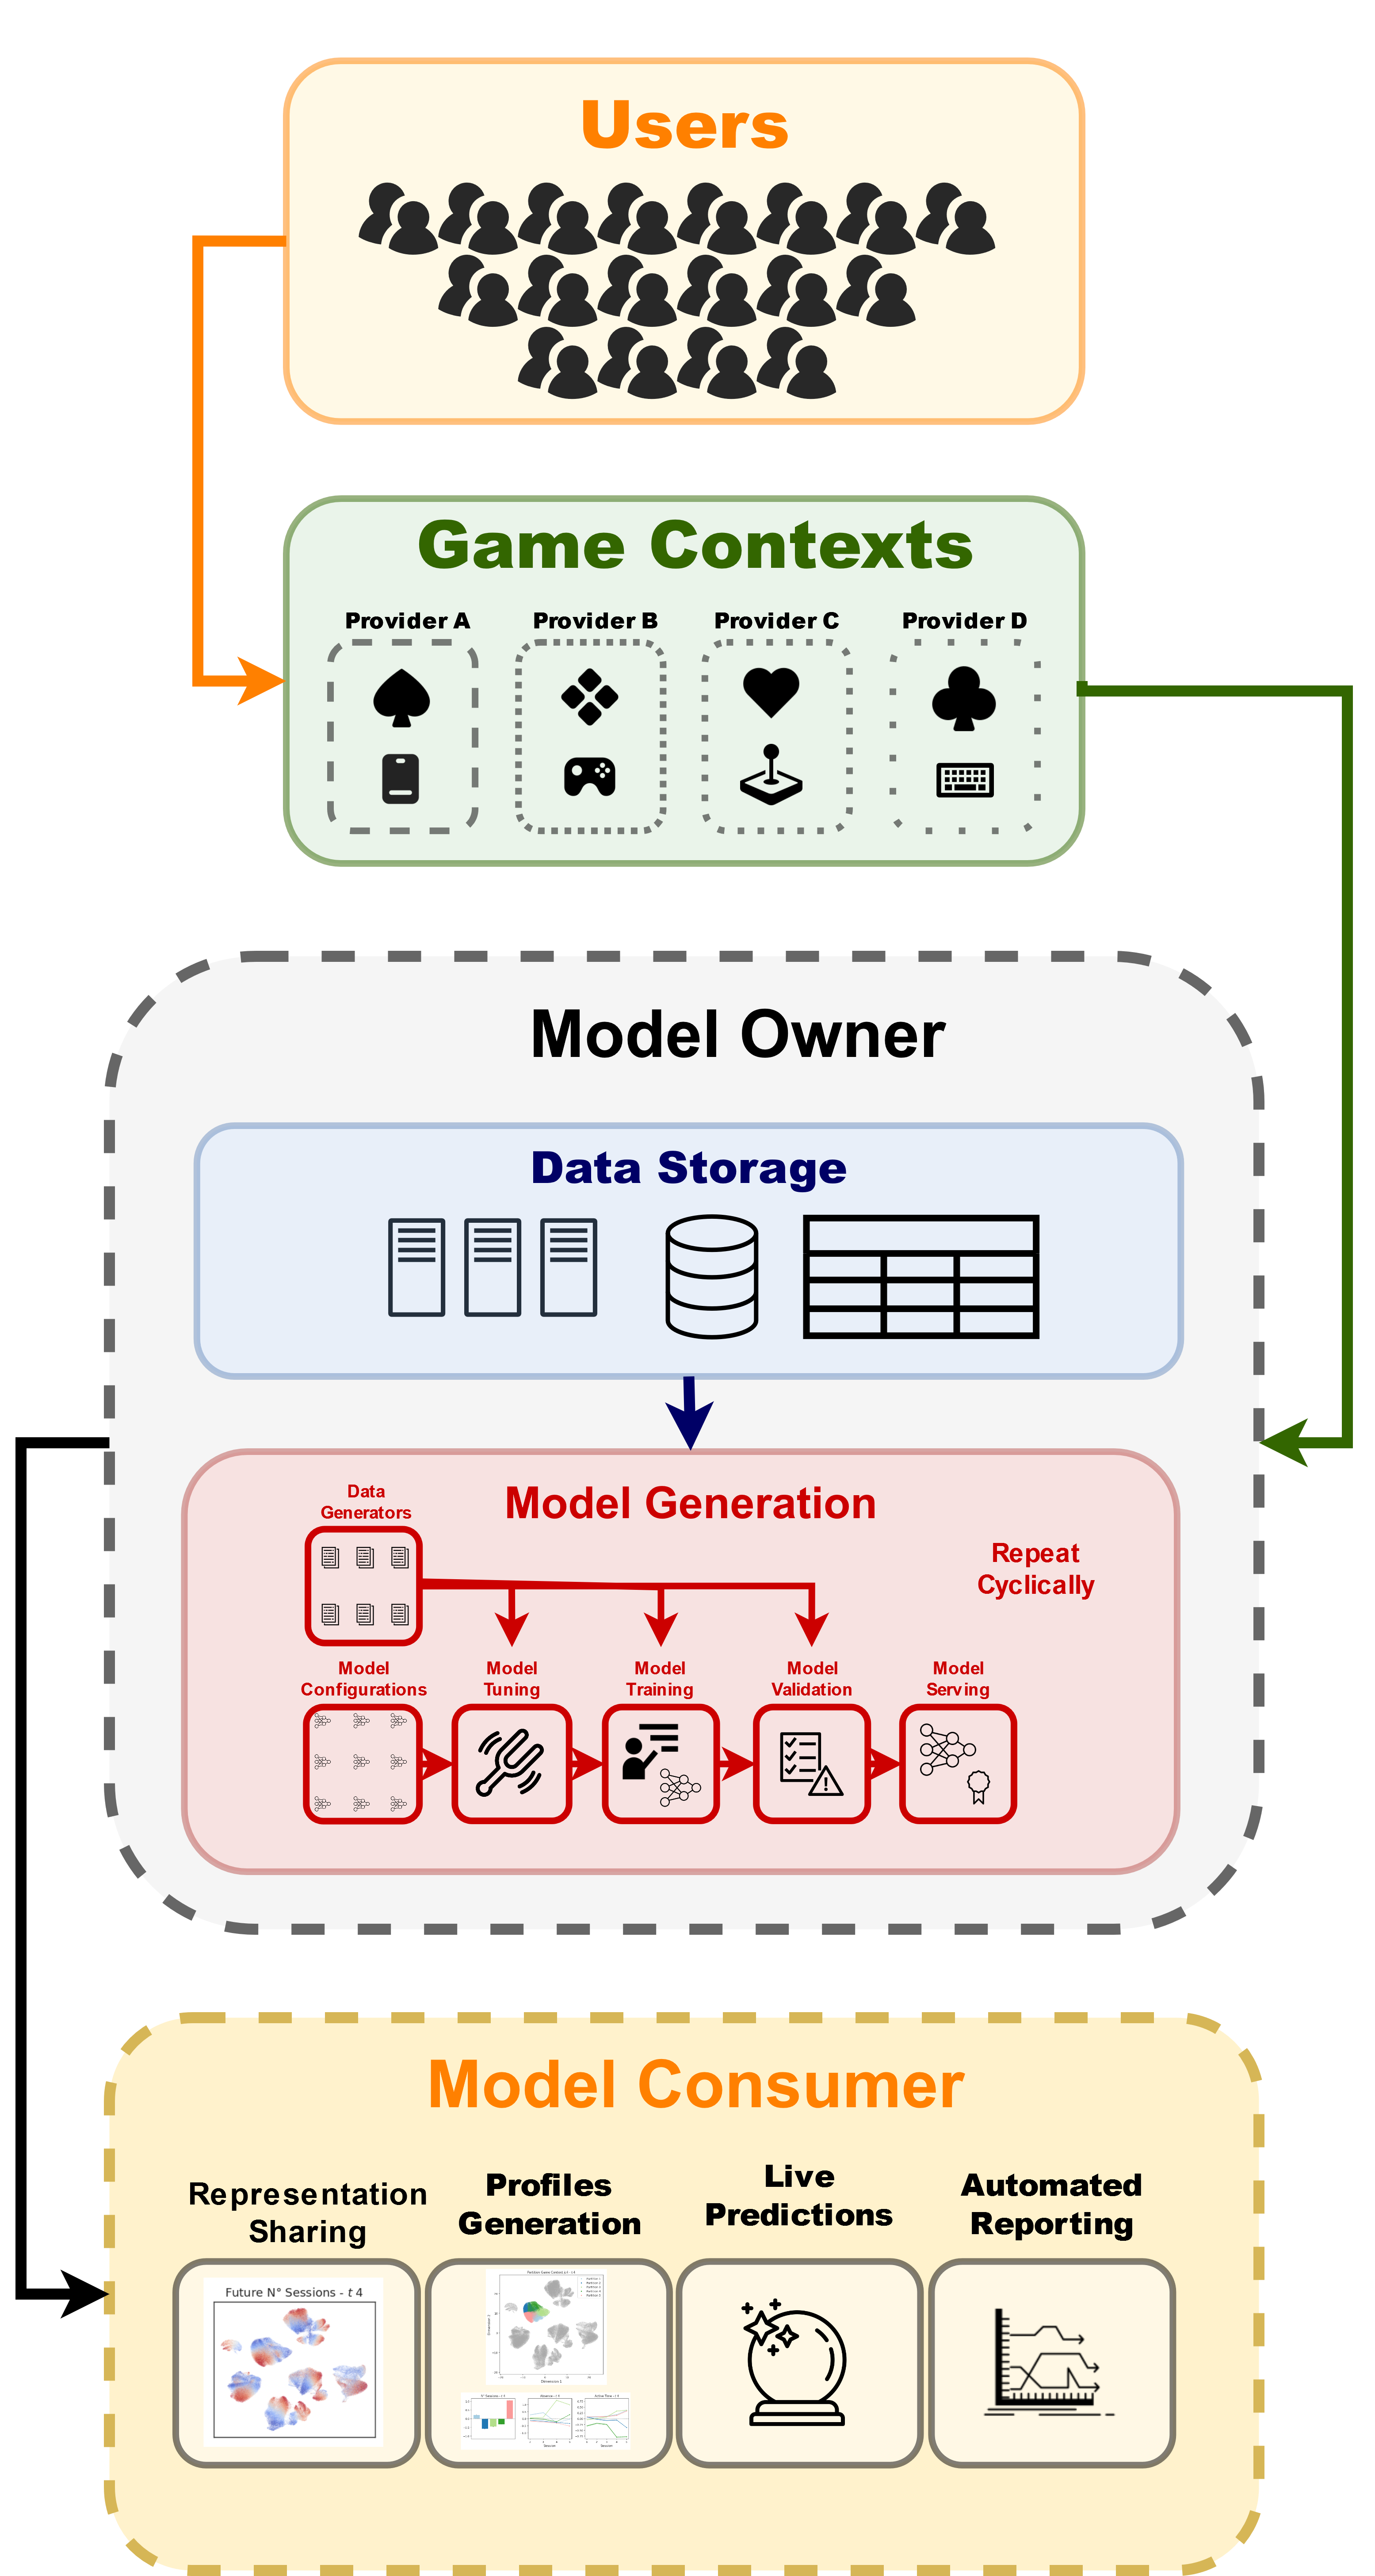 Users
Game Contexts
Provider A
Provider B
Provider C
Provider D
Model Owner
Data Storage
Model Generation
Data
Generators
Repeat
Cyclically
Model
Configurations
Model
Tuning
Model
Training
Model
Validation
Model
Serving
Model Consumer
Representation
Sharing
Profiles
Generation
Live
Predictions
Automated
Reporting
Future N° Sessions - t 4